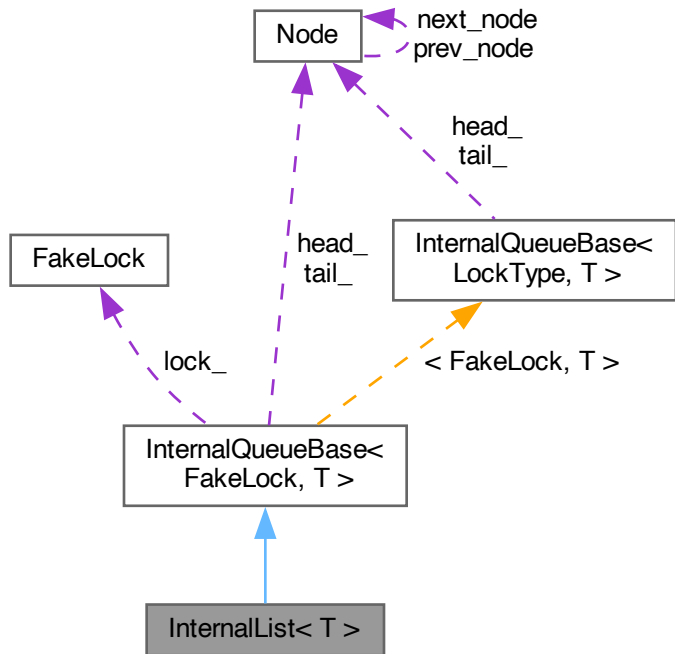 Node
next_node
prev_node
head_
tail_
FakeLock
head_
tail_
InternalQueueBase<
LockType, T >
lock_
< FakeLock, T >
InternalQueueBase<
FakeLock, T >
InternalList< T >